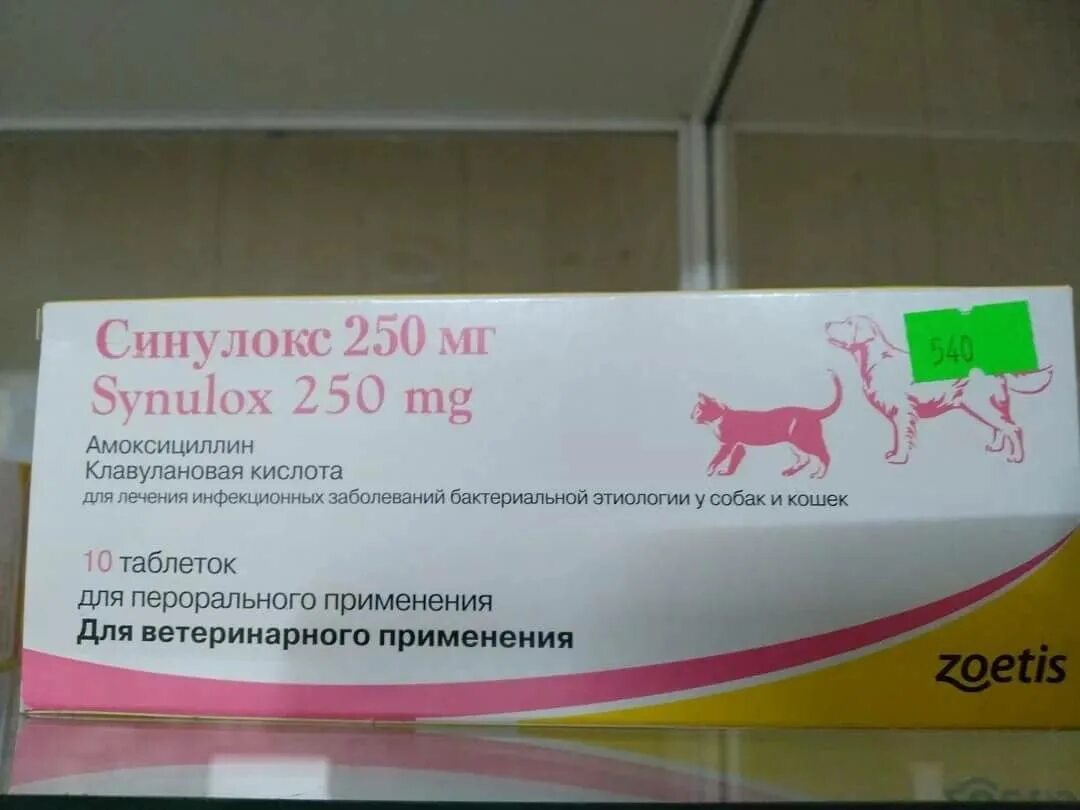 Синулокс 250 мг
Synulox 250 mg
540
Амоксициллин
Клавулановая кислота
для лечения инфекционных заболеваний бактериальной этиологии у собак и кошек
10 таблеток
для перорального применения
Для ветеринарного применения
zoetis